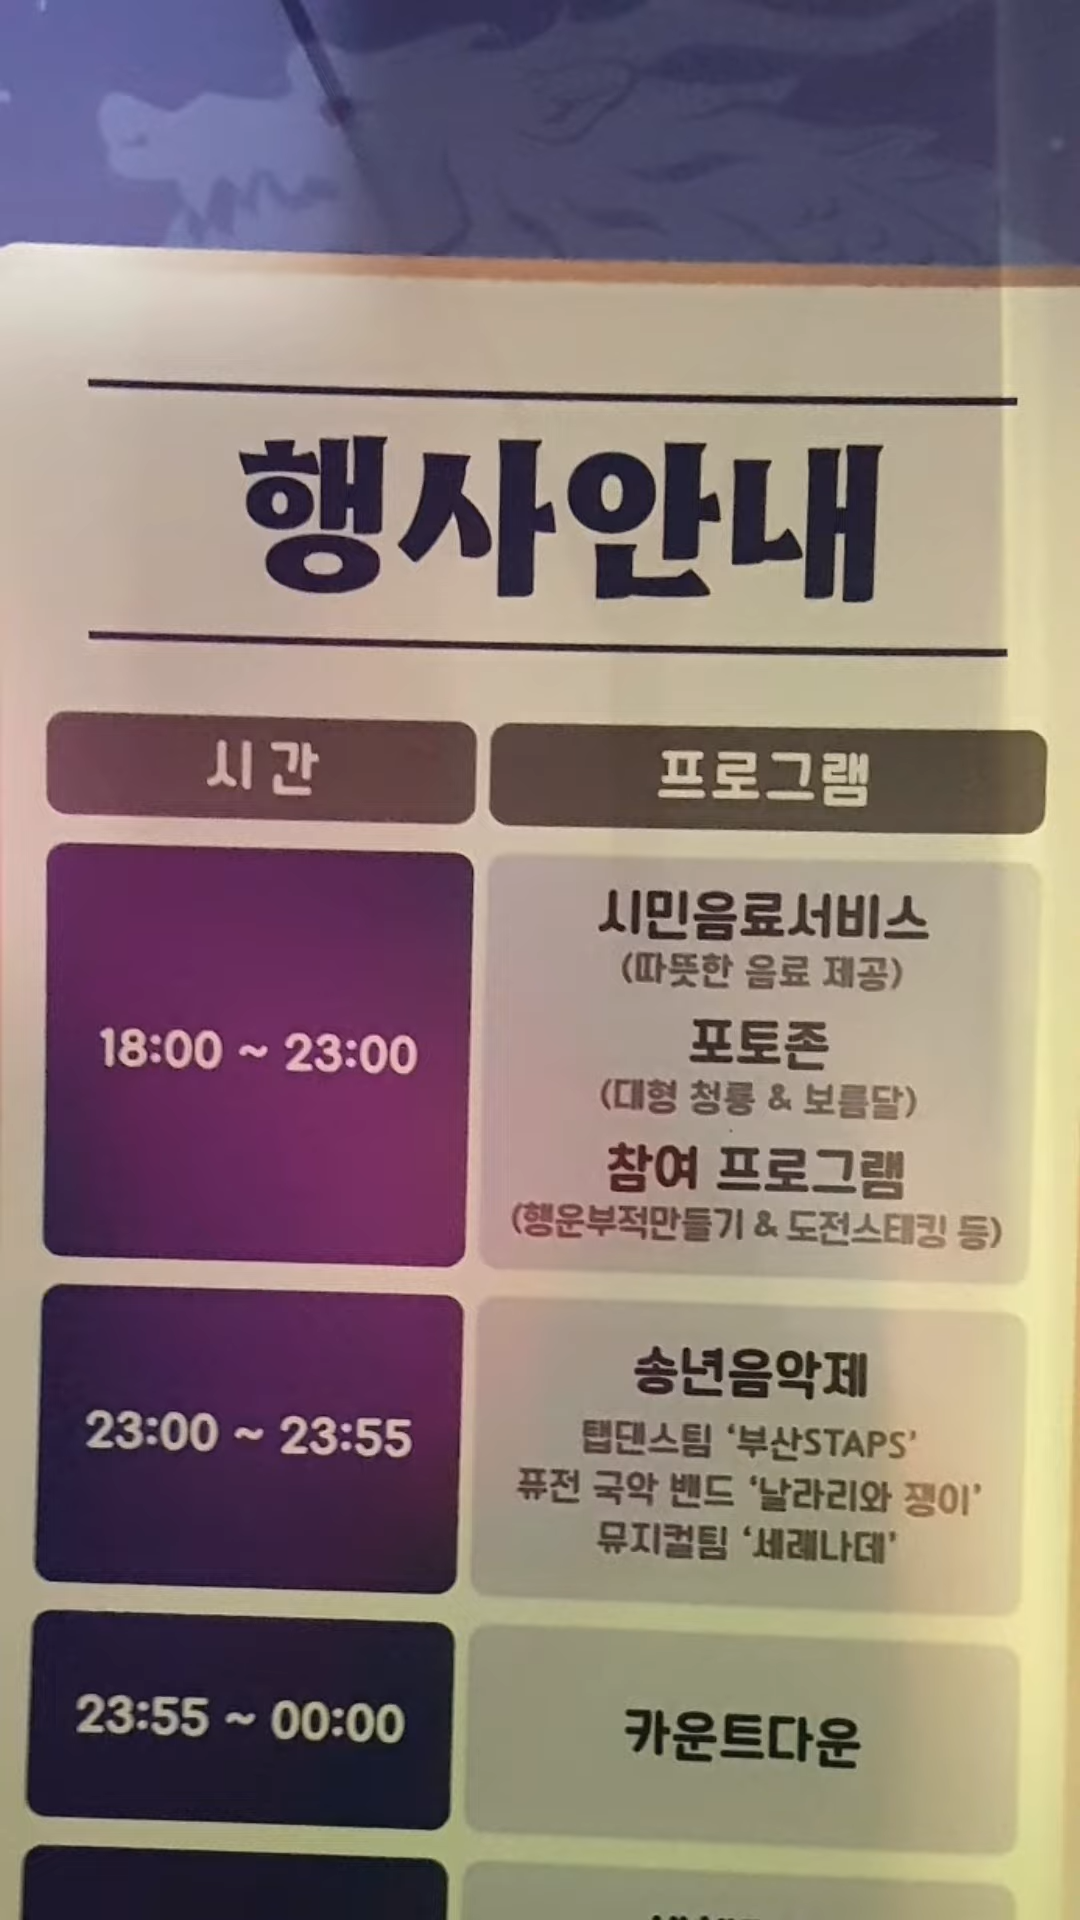 행사안내
시간 프로그램
18:00 ~ 23:00
시민음료서비스
(따뜻한 음료 제공)
포토존
(대형 청룡 & 보름달)
참여 프로그램
(행운부적만들기 & 도전스태킹 등)
23:00 ~ 23:55
송년음악제
탭댄스팀 ‘부산STAPS’
퓨전 국악 밴드 ‘날라리와 쟁이’
뮤지컬팀 ‘세레나데’
23:55 ~ 00:00
카운트다운